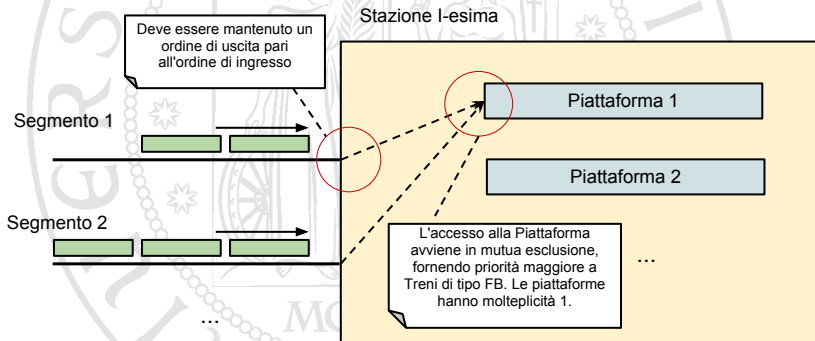 Stazione I-esima
Deve essere mantenuto un
ordine di uscita pari
all'ordine di ingresso
Piattaforma 1
Segmento 1
Piattaforma 2
Segmento 2
L'accesso alla Piattaforma
avviene in mutua esclusione,
fornendo priorità maggiore a
Treni di tipo FB. Le piattaforme
hanno molteplicità 1.
...
...